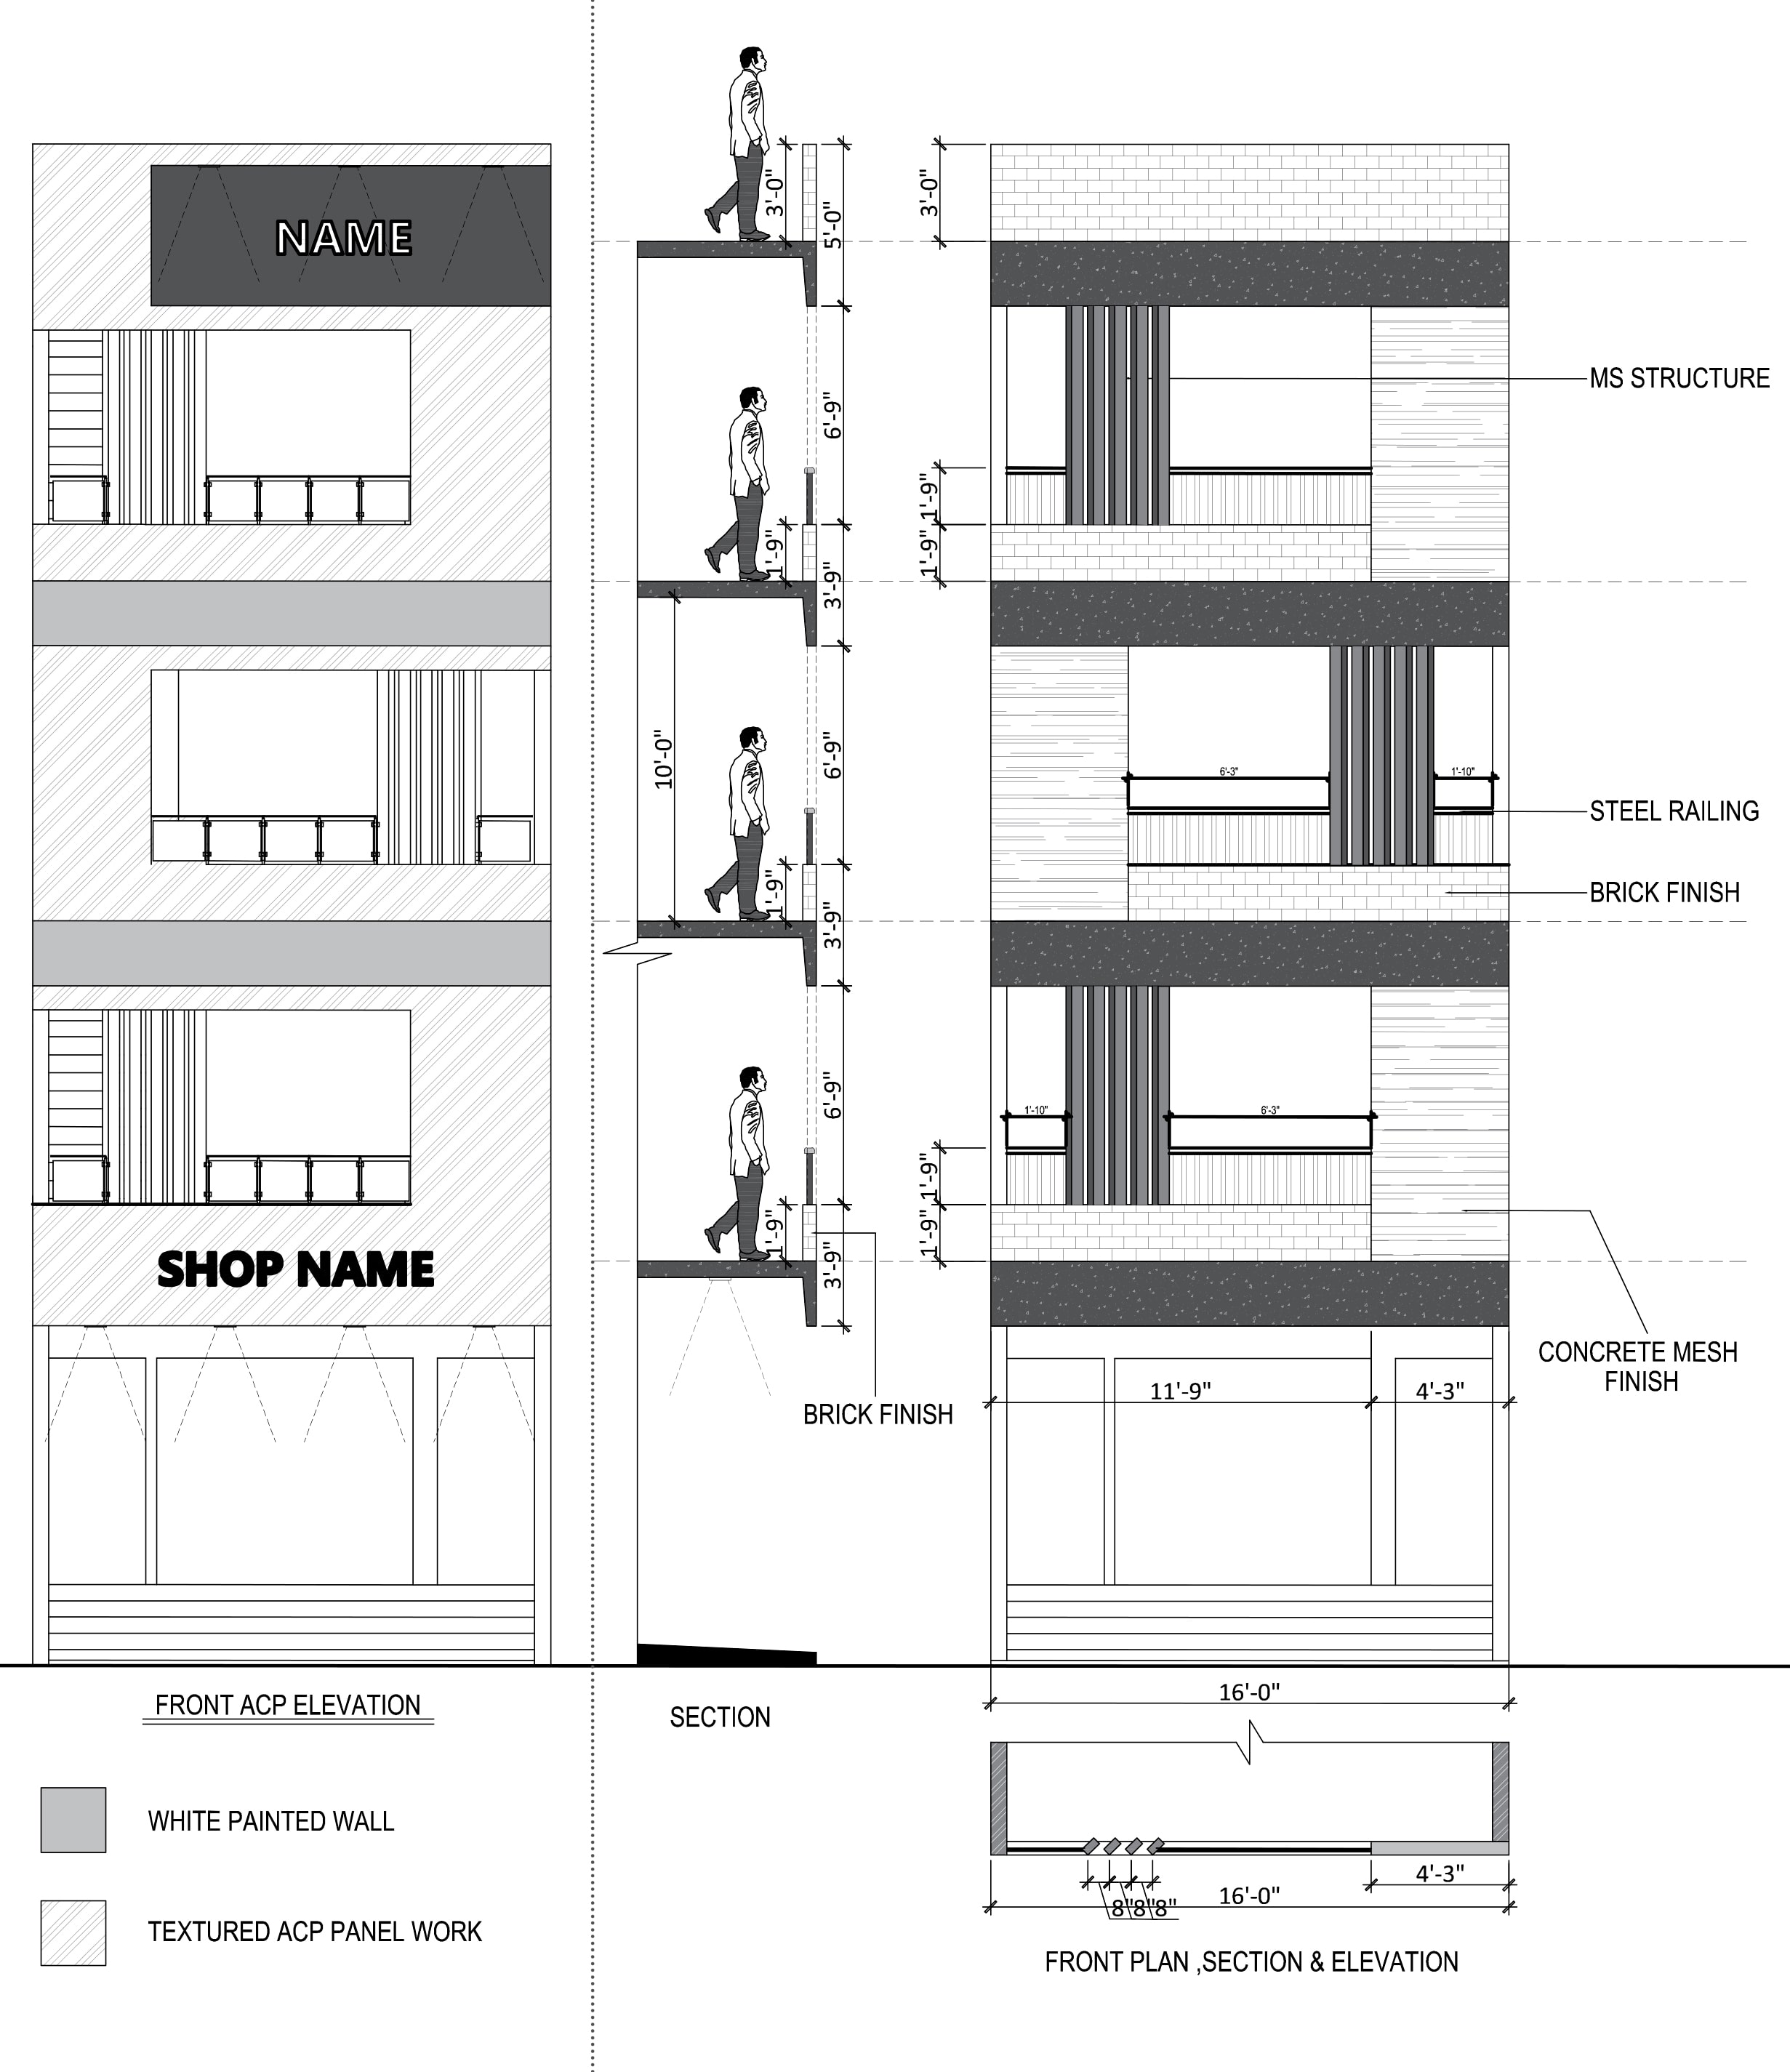 NAME
SHOP NAME
FRONT ACP ELEVATION
WHITE PAINTED WALL
TEXTURED ACP PANEL WORK
3'-0"
5'-0"
6'-9"
1'-9"
3'-9"
10'-0"
6'-9"
1'-9"
3'-9"
6'-9"
1'-9"
3'-9"
BRICK FINISH
SECTION
3'-0"
MS STRUCTURE
1'-9"
1'-9"
6'-3"
1'-10"
STEEL RAILING
BRICK FINISH
1'-10"
6'-3"
1'-9"
1'-9"
CONCRETE MESH
FINISH
11'-9"
4'-3"
16'-0"
4'-3"
8"8"8"
16'-0"
FRONT PLAN ,SECTION & ELEVATION